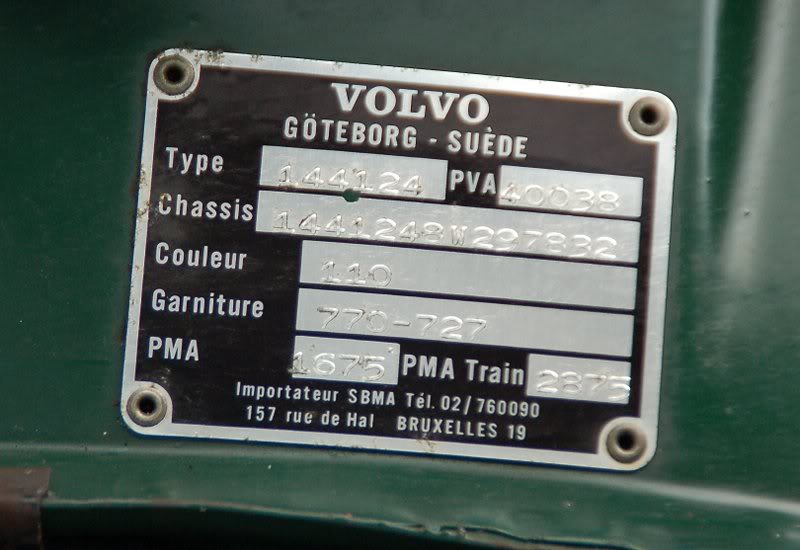 VOLVO
GÖTEBORG - SUÈDE
Type 144124 PVA 40038
Chassis 1441248W297832
Couleur 110
Garniture 770-727
PMA 1675 PMA Train 2875
Importateur SBMA Tél. 02/760090
157 rue de Hal BRUXELLES 19